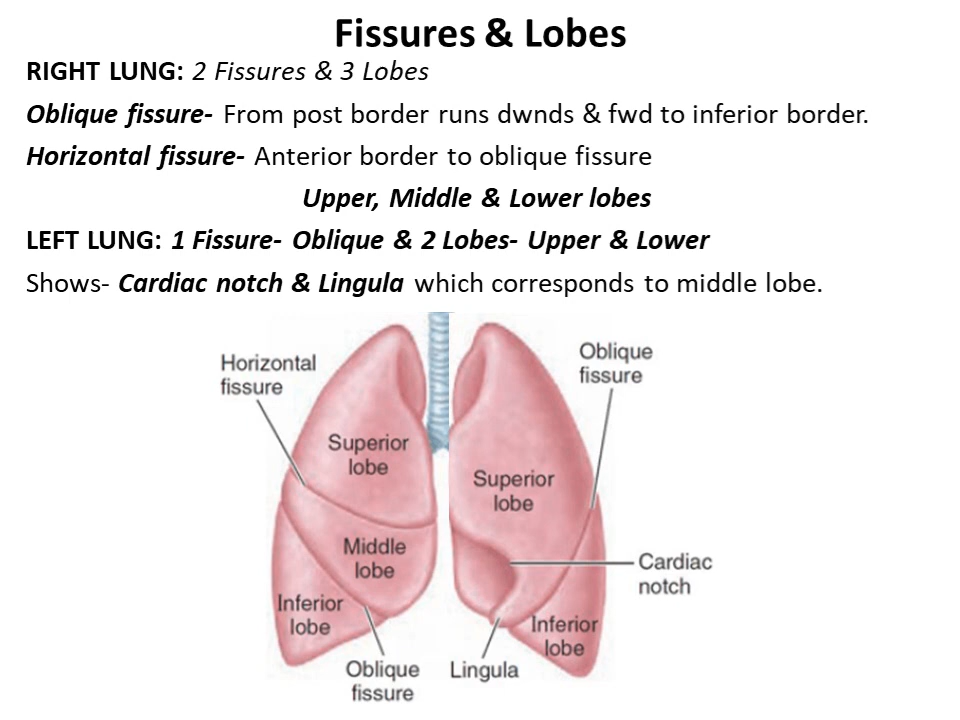 Fissures & Lobes
RIGHT LUNG: 2 Fissures & 3 Lobes
Oblique fissure- From post border runs dwnds & fwd to inferior border.
Horizontal fissure- Anterior border to oblique fissure
Upper, Middle & Lower lobes
LEFT LUNG: 1 Fissure- Oblique & 2 Lobes- Upper & Lower
Shows- Cardiac notch & Lingula which corresponds to middle lobe.
Horizontal
fissure
Oblique
fissure
Superior
lobe
Superior
lobe
Middle
lobe
Cardiac
notch
Inferior
lobe
Inferior
lobe
Oblique
fissure
Lingula